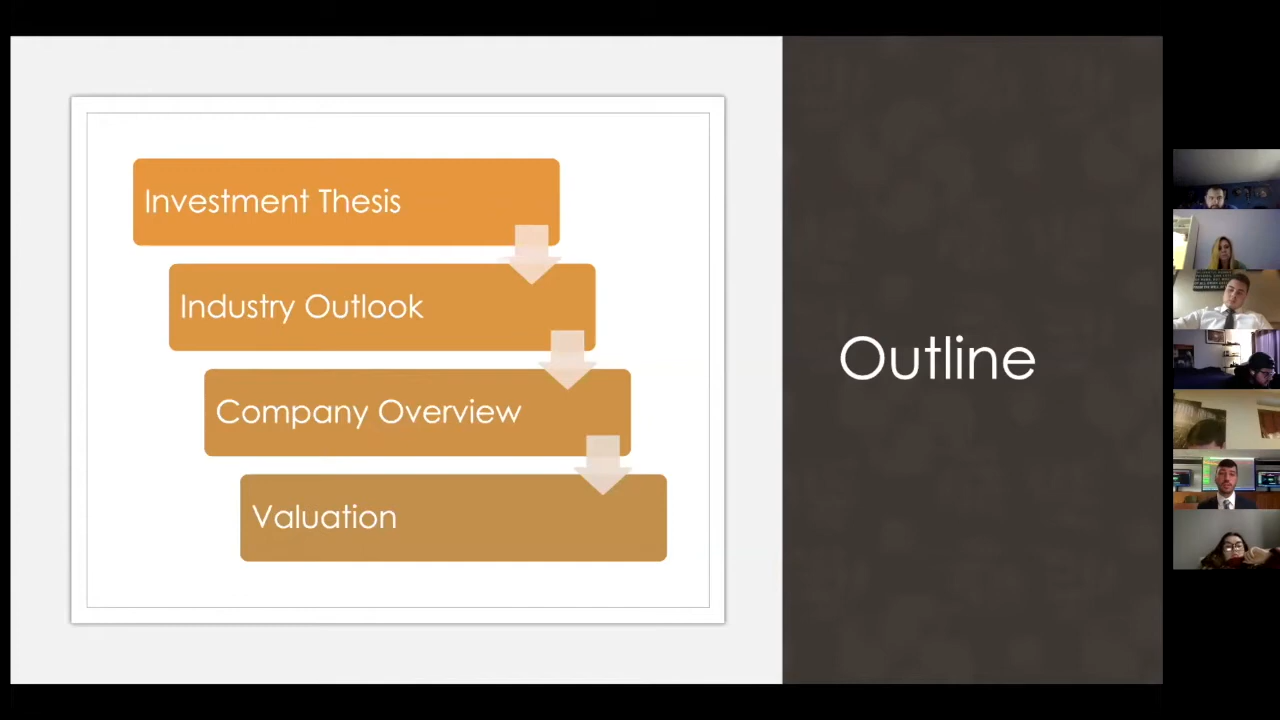 Investment Thesis
Industry Outlook
Company Overview
Valuation
Outline